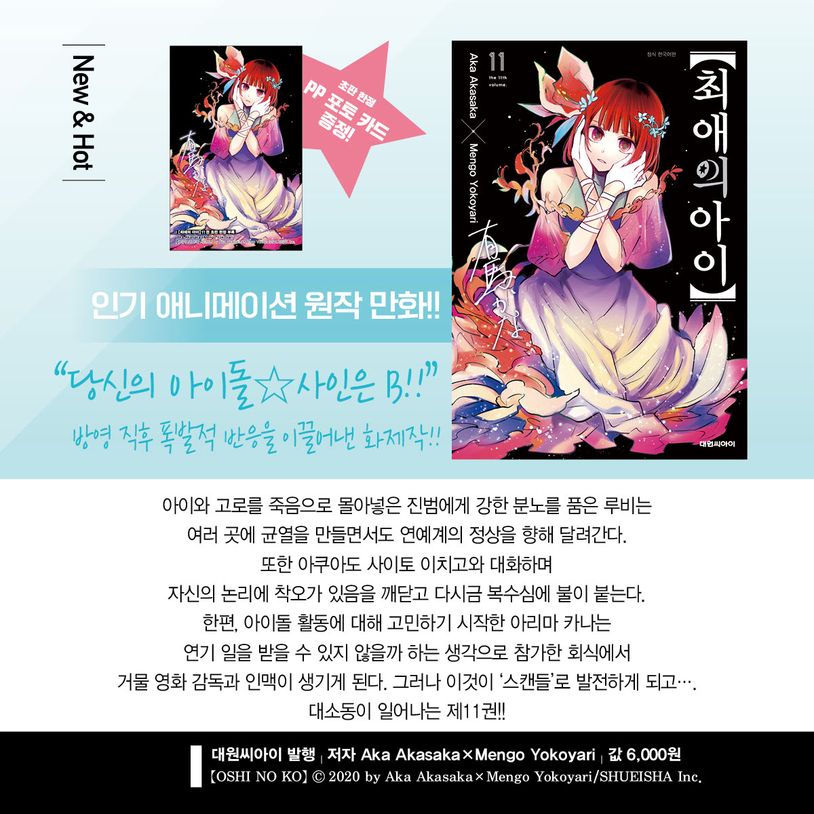 New & Hot
초판 한정
PP 포토 카드
증정!
정식 한국어판
11
the 11th
volume.
Aka Akasaka × Mengo Yokoyari
【최애의 아이】
대원씨아이
인기 애니메이션 원작 만화!!
“당신의 아이돌☆사인은 B!!”
방영 직후 폭발적 반응을 이끌어낸 화제작!!
아이와 고로를 죽음으로 몰아넣은 진범에게 강한 분노를 품은 루비는
여러 곳에 균열을 만들면서도 연예계의 정상을 향해 달려간다.
또한 아쿠아도 사이토 이치고와 대화하며
자신의 논리에 착오가 있음을 깨닫고 다시금 복수심에 불이 붙는다.
한편, 아이돌 활동에 대해 고민하기 시작한 아리마 카나는
연기 일을 받을 수 있지 않을까 하는 생각으로 참가한 회식에서
거물 영화 감독과 인맥이 생기게 된다. 그러나 이것이 ‘스캔들’로 발전하게 되고….
대소동이 일어나는 제11권!!
대원씨아이 발행 | 저자 Aka Akasaka×Mengo Yokoyari | 값 6,000원
【OSHI NO KO】 © 2020 by Aka Akasaka×Mengo Yokoyari/SHUEISHA Inc.